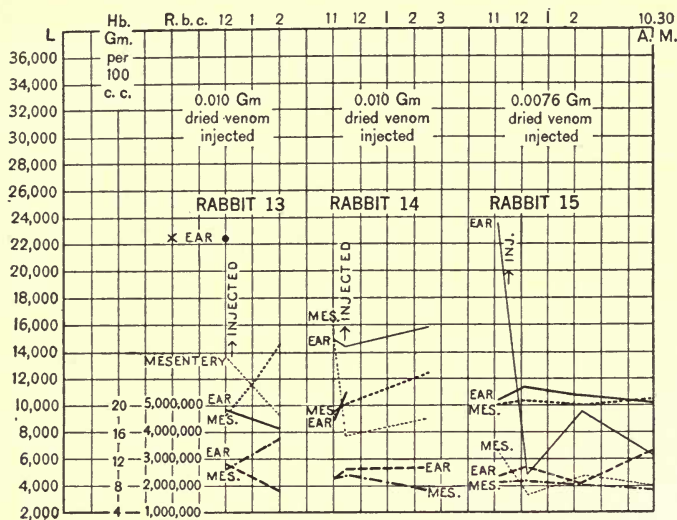 Hb. R. b. c. 12 1 2 11 12 1 2 3 11 12 1 2 10.30
L Gm. A. M.
per
100
c. c.
36,000
34,000
32,000
30,000
28,000
26,000
24,000
22,000
20,000
18,000
16,000
14,000
12,000
10,000
8,000
6,000
4,000
2,000
0.010 Gm
dried venom
injected
0.010 Gm
dried venom
injected
0.0076 Gm
dried venom
injected
RABBIT 13 RABBIT 14 RABBIT 15
× EAR
→ INJECTED
MESENTERY
EAR
MES.
EAR
MES.
20 5,000,000
16 4,000,000
12 3,000,000
8 2,000,000
4 1,000,000
MES.
EAR
→ INJECTED
MES.
EAR
EAR
MES.
EAR
→ INJ.
EAR
MES.
MES.
EAR
MES.